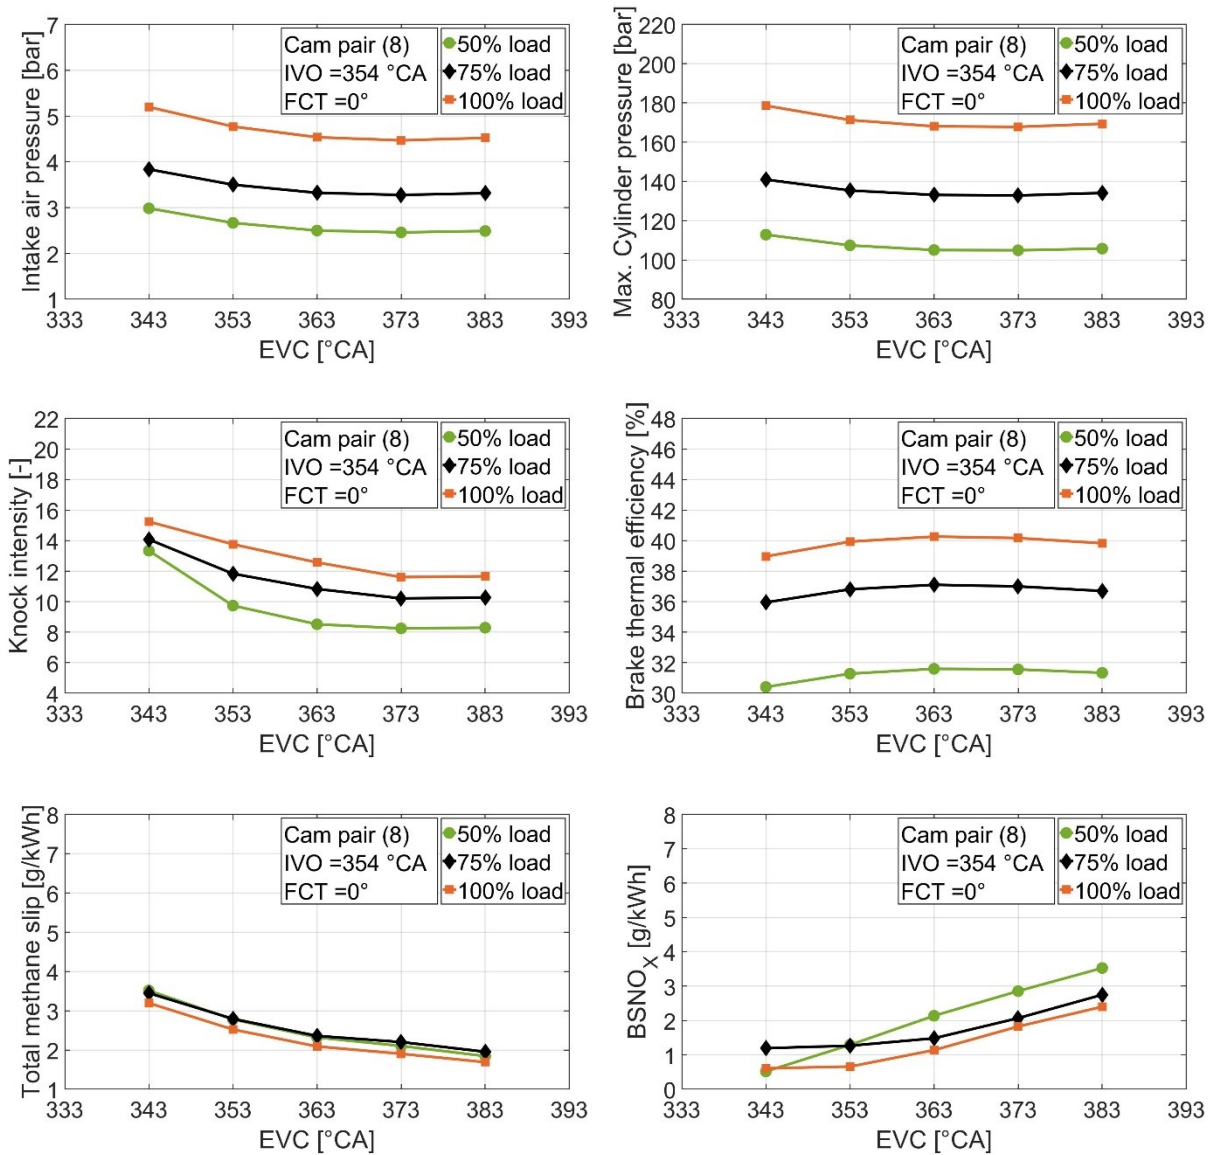 Intake air pressure [bar]
7
6
5
4
3
2
1
333 343 353 363 373 383 393
EVC [°CA]
Cam pair (8)
IVO =354 °CA
FCT =0°
50% load
75% load
100% load
Max. Cylinder pressure [bar]
220
200
180
160
140
120
100
80
333 343 353 363 373 383 393
EVC [°CA]
Cam pair (8)
IVO =354 °CA
FCT =0°
50% load
75% load
100% load
Knock intensity [-]
22
20
18
16
14
12
10
8
6
4
333 343 353 363 373 383 393
EVC [°CA]
Cam pair (8)
IVO =354 °CA
FCT =0°
50% load
75% load
100% load
Brake thermal efficiency [%]
48
46
44
42
40
38
36
34
32
30
333 343 353 363 373 383 393
EVC [°CA]
Cam pair (8)
IVO =354 °CA
FCT =0°
50% load
75% load
100% load
Total methane slip [g/kWh]
8
7
6
5
4
3
2
1
333 343 353 363 373 383 393
EVC [°CA]
Cam pair (8)
IVO =354 °CA
FCT =0°
50% load
75% load
100% load
BSNO_X [g/kWh]
8
7
6
5
4
3
2
1
0
333 343 353 363 373 383 393
EVC [°CA]
Cam pair (8)
IVO =354 °CA
FCT =0°
50% load
75% load
100% load